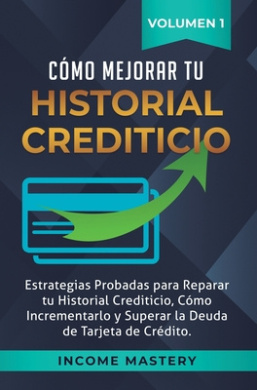 VOLUMEN 1
CÓMO MEJORAR TU
HISTORIAL
CREDITICIO
Estrategias Probadas para Reparar
tu Historial Crediticio, Cómo
Incrementarlo y Superar la Deuda
de Tarjeta de Crédito.
INCOME MASTERY